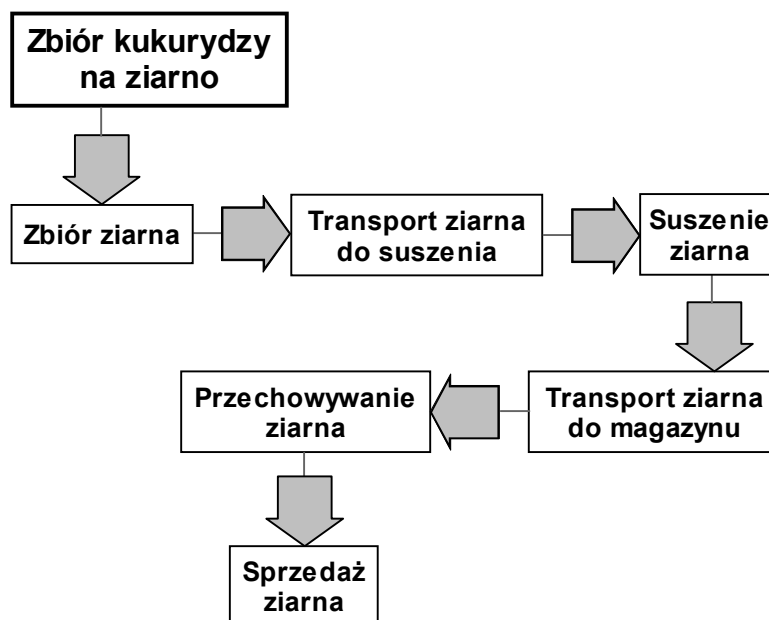 Zbiór kukurydzy
na ziarno
Zbiór ziarna
Transport ziarna
do suszenia
Suszenie
ziarna
Transport ziarna
do magazynu
Przechowywanie
ziarna
Sprzedaż
ziarna